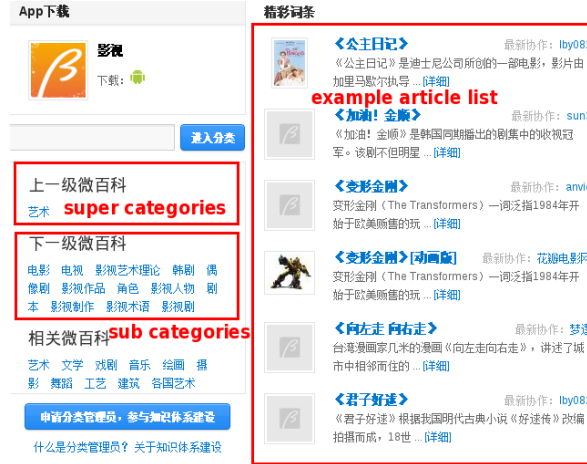 App下载
影视
下载:
进入分类
上一级微百科
艺术
super categories
下一级微百科
电影 电视 影视艺术理论 韩剧 偶
像剧 影视作品 角色 影视人物 剧
本 影视制作 影视术语 影视剧
相关微百科
sub categories
艺术 文学 戏剧 音乐 绘画 摄
影 舞蹈 工艺 建筑 各国艺术
申请分类管理员,参与知识体系建设
什么是分类管理员? 关于知识体系建设
精彩词条
《公主日记》 最新协作: lby08
《公主日记》是迪士尼公司所创的一部电影,影片由
加里马歇尔执导 ... [详细]
example article list
《加油!金顺》 最新协作: sun
《加油!金顺》是韩国同期播出的剧集中的收视冠
军。该剧不但明星 ... [详细]
《变形金刚》 最新协作: anvi
变形金刚(The Transformers)一词泛指1984年开
始于欧美贩售的玩 ... [详细]
《变形金刚》[动画版] 最新协作: 花瓣电影网
变形金刚(The Transformers)一词泛指1984年开
始于欧美贩售的玩 ... [详细]
《向左走 向右走》 最新协作: 梦
台湾漫画家几米的漫画《向左走向右走》,讲述了城
市中相邻而住的 ... [详细]
《君子好逑》 最新协作: lby08
《君子好逑》根据我国明代古典小说《好逑传》改编
拍摄而成,18世 ... [详细]